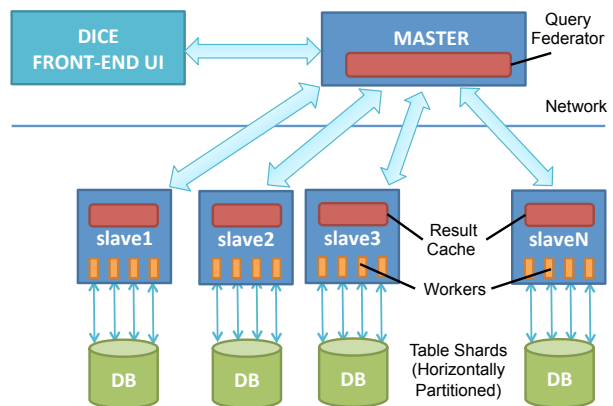 DICE
FRONT-END UI
MASTER
Query
Federator
Network
slave1
slave2
slave3
slaveN
Result
Cache
Workers
Table Shards
(Horizontally
Partitioned)
DB
DB
DB
DB